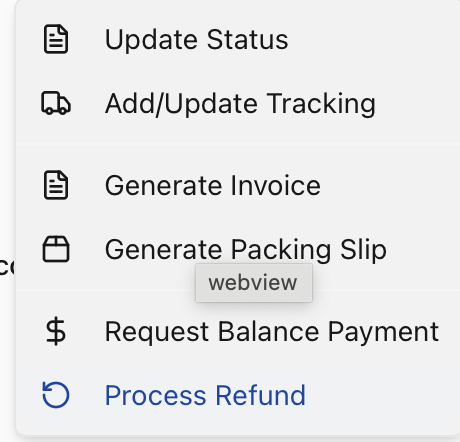 Update Status
Add/Update Tracking
Generate Invoice
Generate Packing Slip
webview
Request Balance Payment
Process Refund